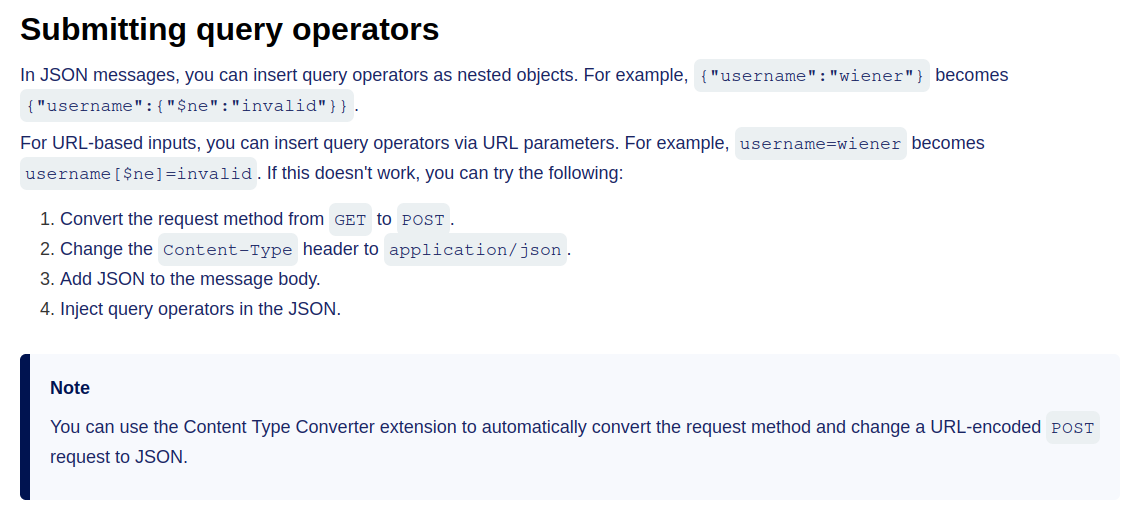 Submitting query operators
In JSON messages, you can insert query operators as nested objects. For example, {"username":"wiener"} becomes
{"username":{"$ne":"invalid"}}.
For URL-based inputs, you can insert query operators via URL parameters. For example, username=wiener becomes
username[$ne]=invalid. If this doesn't work, you can try the following:
1. Convert the request method from GET to POST.
2. Change the Content-Type header to application/json.
3. Add JSON to the message body.
4. Inject query operators in the JSON.
Note
You can use the Content Type Converter extension to automatically convert the request method and change a URL-encoded POST
request to JSON.